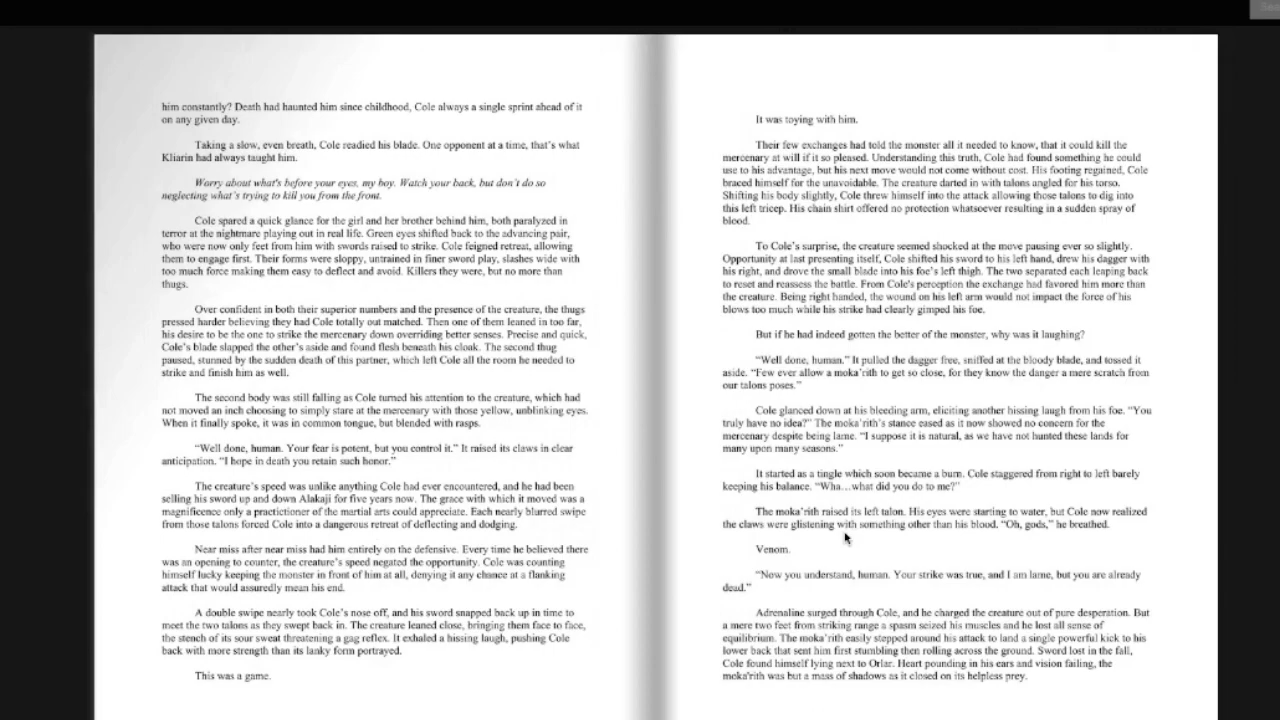 him constantly? Death had haunted him since childhood, Cole always a single sprint ahead of it
on any given day.
Taking a slow, even breath, Cole readied his blade. One opponent at a time, that's what
Kliarin had always taught him.
Worry about what's before your eyes, my boy. Watch your back, but don't do so
neglecting what's trying to kill you from the front.
Cole spared a quick glance for the girl and her brother behind him, both paralyzed in
terror at the nightmare playing out in real life. Green eyes shifted back to the advancing pair,
who were now only feet from him with swords raised to strike. Cole feigned retreat, allowing
them to engage first. Their forms were sloppy, untrained in finer sword play, slashes wide with
too much force making them easy to deflect and avoid. Killers they were, but no more than
thugs.
Over confident in both their superior numbers and the presence of the creature, the thugs
pressed harder believing they had Cole totally out matched. Then one of them leaned in too far,
his desire to be the one to strike the mercenary down overriding better senses. Precise and quick,
Cole's blade slapped the other's aside and found flesh beneath his cloak. The second thug
paused, stunned by the sudden death of this partner, which left Cole all the room he needed to
strike and finish him as well.
The second body was still falling as Cole turned his attention to the creature, which had
not moved an inch choosing to simply stare at the mercenary with those yellow, unblinking eyes.
When it finally spoke, it was in common tongue, but blended with rasps.
"Well done, human. Your fear is potent, but you control it." It raised its claws in clear
anticipation. "I hope in death you retain such honor."
The creature's speed was unlike anything Cole had ever encountered, and he had been
selling his sword up and down Alakaji for five years now. The grace with which it moved was a
magnificence only a practictioner of the martial arts could appreciate. Each nearly blurred swipe
from those talons forced Cole into a dangerous retreat of deflecting and dodging.
Near miss after near miss had him entirely on the defensive. Every time he believed there
was an opening to counter, the creature's speed negated the opportunity. Cole was counting
himself lucky keeping the monster in front of him at all, denying it any chance at a flanking
attack that would assuredly mean his end.
A double swipe nearly took Cole's nose off, and his sword snapped back up in time to
meet the two talons as they swept back in. The creature leaned close, bringing them face to face,
the stench of its sour sweat threatening a gag reflex. It exhaled a hissing laugh, pushing Cole
back with more strength than its lanky form portrayed.
This was a game.
It was toying with him.
Their few exchanges had told the monster all it needed to know, that it could kill the
mercenary at will if it so pleased. Understanding this truth, Cole had found something he could
use to his advantage, but his next move would not come without cost. His footing regained, Cole
braced himself for the unavoidable. The creature darted in with talons angled for his torso.
Shifting his body slightly, Cole threw himself into the attack allowing those talons to dig into
this left tricep. His chain shirt offered no protection whatsoever resulting in a sudden spray of
blood.
To Cole's surprise, the creature seemed shocked at the move pausing ever so slightly.
Opportunity at last presenting itself, Cole shifted his sword to his left hand, drew his dagger with
his right, and drove the small blade into his foe's left thigh. The two separated each leaping back
to reset and reassess the battle. From Cole's perception the exchange had favored him more than
the creature. Being right handed, the wound on his left arm would not impact the force of his
blows too much while his strike had clearly gimped his foe.
But if he had indeed gotten the better of the monster, why was it laughing?
"Well done, human." It pulled the dagger free, sniffed at the bloody blade, and tossed it
aside. "Few ever allow a moka'rith to get so close, for they know the danger a mere scratch from
our talons poses."
Cole glanced down at his bleeding arm, eliciting another hissing laugh from his foe. "You
truly have no idea?" The moka'rith's stance eased as it now showed no concern for the
mercenary despite being lame. "I suppose it is natural, as we have not hunted these lands for
many upon many seasons."
It started as a tingle which soon became a burn. Cole staggered from right to left barely
keeping his balance. "Wha…what did you do to me?"
The moka'rith raised its left talon. His eyes were starting to water, but Cole now realized
the claws were glistening with something other than his blood. "Oh, gods," he breathed.
Venom.
"Now you understand, human. Your strike was true, and I am lame, but you are already
dead."
Adrenaline surged through Cole, and he charged the creature out of pure desperation. But
a mere two feet from striking range a spasm seized his muscles and he lost all sense of
equilibrium. The moka'rith easily stepped around his attack to land a single powerful kick to his
lower back that sent him first stumbling then rolling across the ground. Sword lost in the fall,
Cole found himself lying next to Orlar. Heart pounding in his ears and vision failing, the
moka'rith was but a mass of shadows as it closed on its helpless prey.